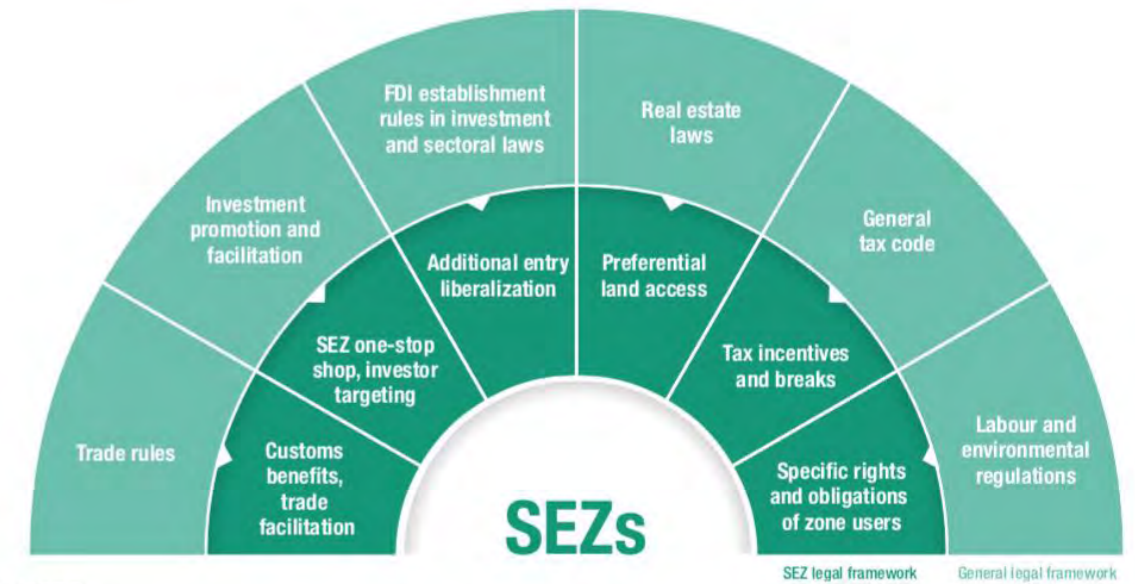 FDI establishment
rules in investment
and sectoral laws
Real estate
laws
Investment
promotion and
facilitation
General
tax code
Additional entry
liberalization
Preferential
land access
SEZ one-stop
shop, investor
targeting
Tax incentives
and breaks
Trade rules
Customs
benefits,
trade
facilitation
Specific rights
and obligations
of zone users
Labour and
environmental
regulations
SEZs
SEZ legal framework
General legal framework